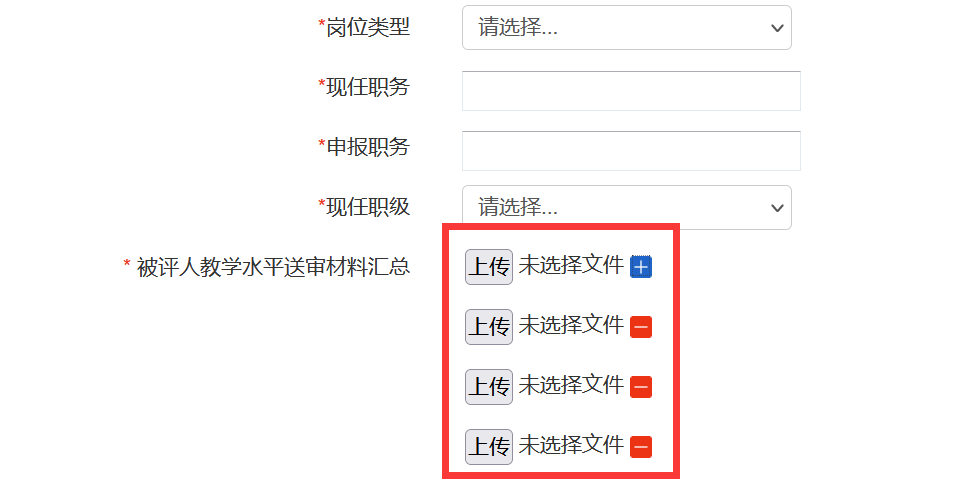 *岗位类型 请选择...
*现任职务
*申报职务
*现任职级 请选择...
* 被评人教学水平送审材料汇总 上传 未选择文件
上传 未选择文件
上传 未选择文件
上传 未选择文件